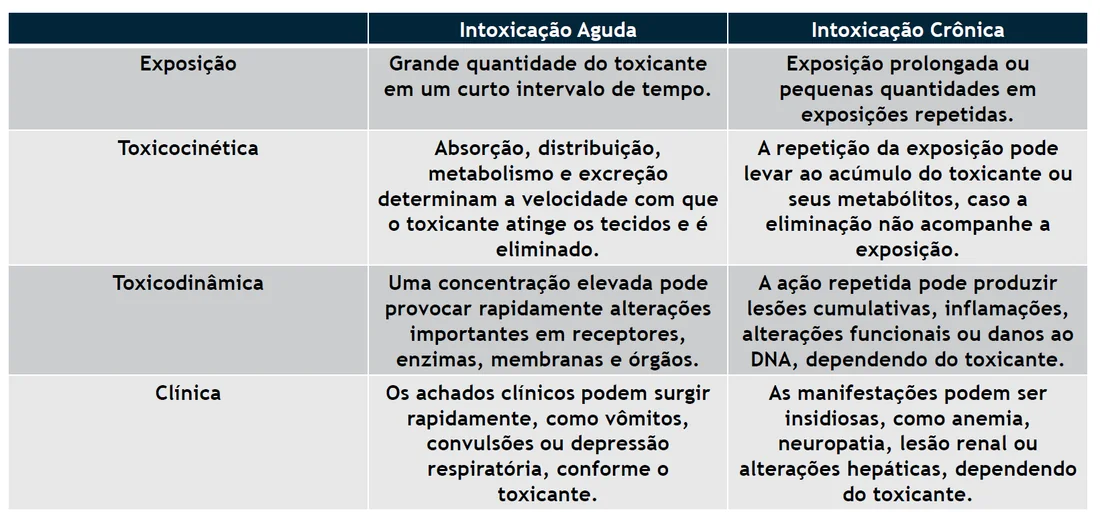 Intoxicação Aguda
Intoxicação Crônica
Exposição
Grande quantidade do toxicante
em um curto intervalo de tempo.
Exposição prolongada ou
pequenas quantidades em
exposições repetidas.
Toxicocinética
Absorção, distribuição,
metabolismo e excreção
determinam a velocidade com que
o toxicante atinge os tecidos e é
eliminado.
A repetição da exposição pode
levar ao acúmulo do toxicante ou
seus metabólitos, caso a
eliminação não acompanhe a
exposição.
Toxicodinâmica
Uma concentração elevada pode
provocar rapidamente alterações
importantes em receptores,
enzimas, membranas e órgãos.
A ação repetida pode produzir
lesões cumulativas, inflamações,
alterações funcionais ou danos ao
DNA, dependendo do toxicante.
Clínica
Os achados clínicos podem surgir
rapidamente, como vômitos,
convulsões ou depressão
respiratória, conforme o
toxicante.
As manifestações podem ser
insidiosas, como anemia,
neuropatia, lesão renal ou
alterações hepáticas, dependendo
do toxicante.